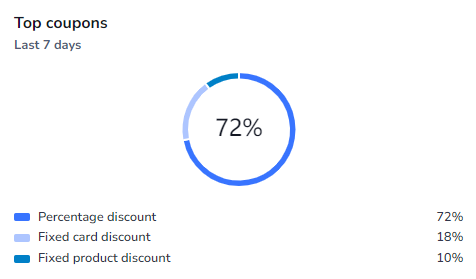 Top coupons
Last 7 days
72%
Percentage discount 72%
Fixed card discount 18%
Fixed product discount 10%